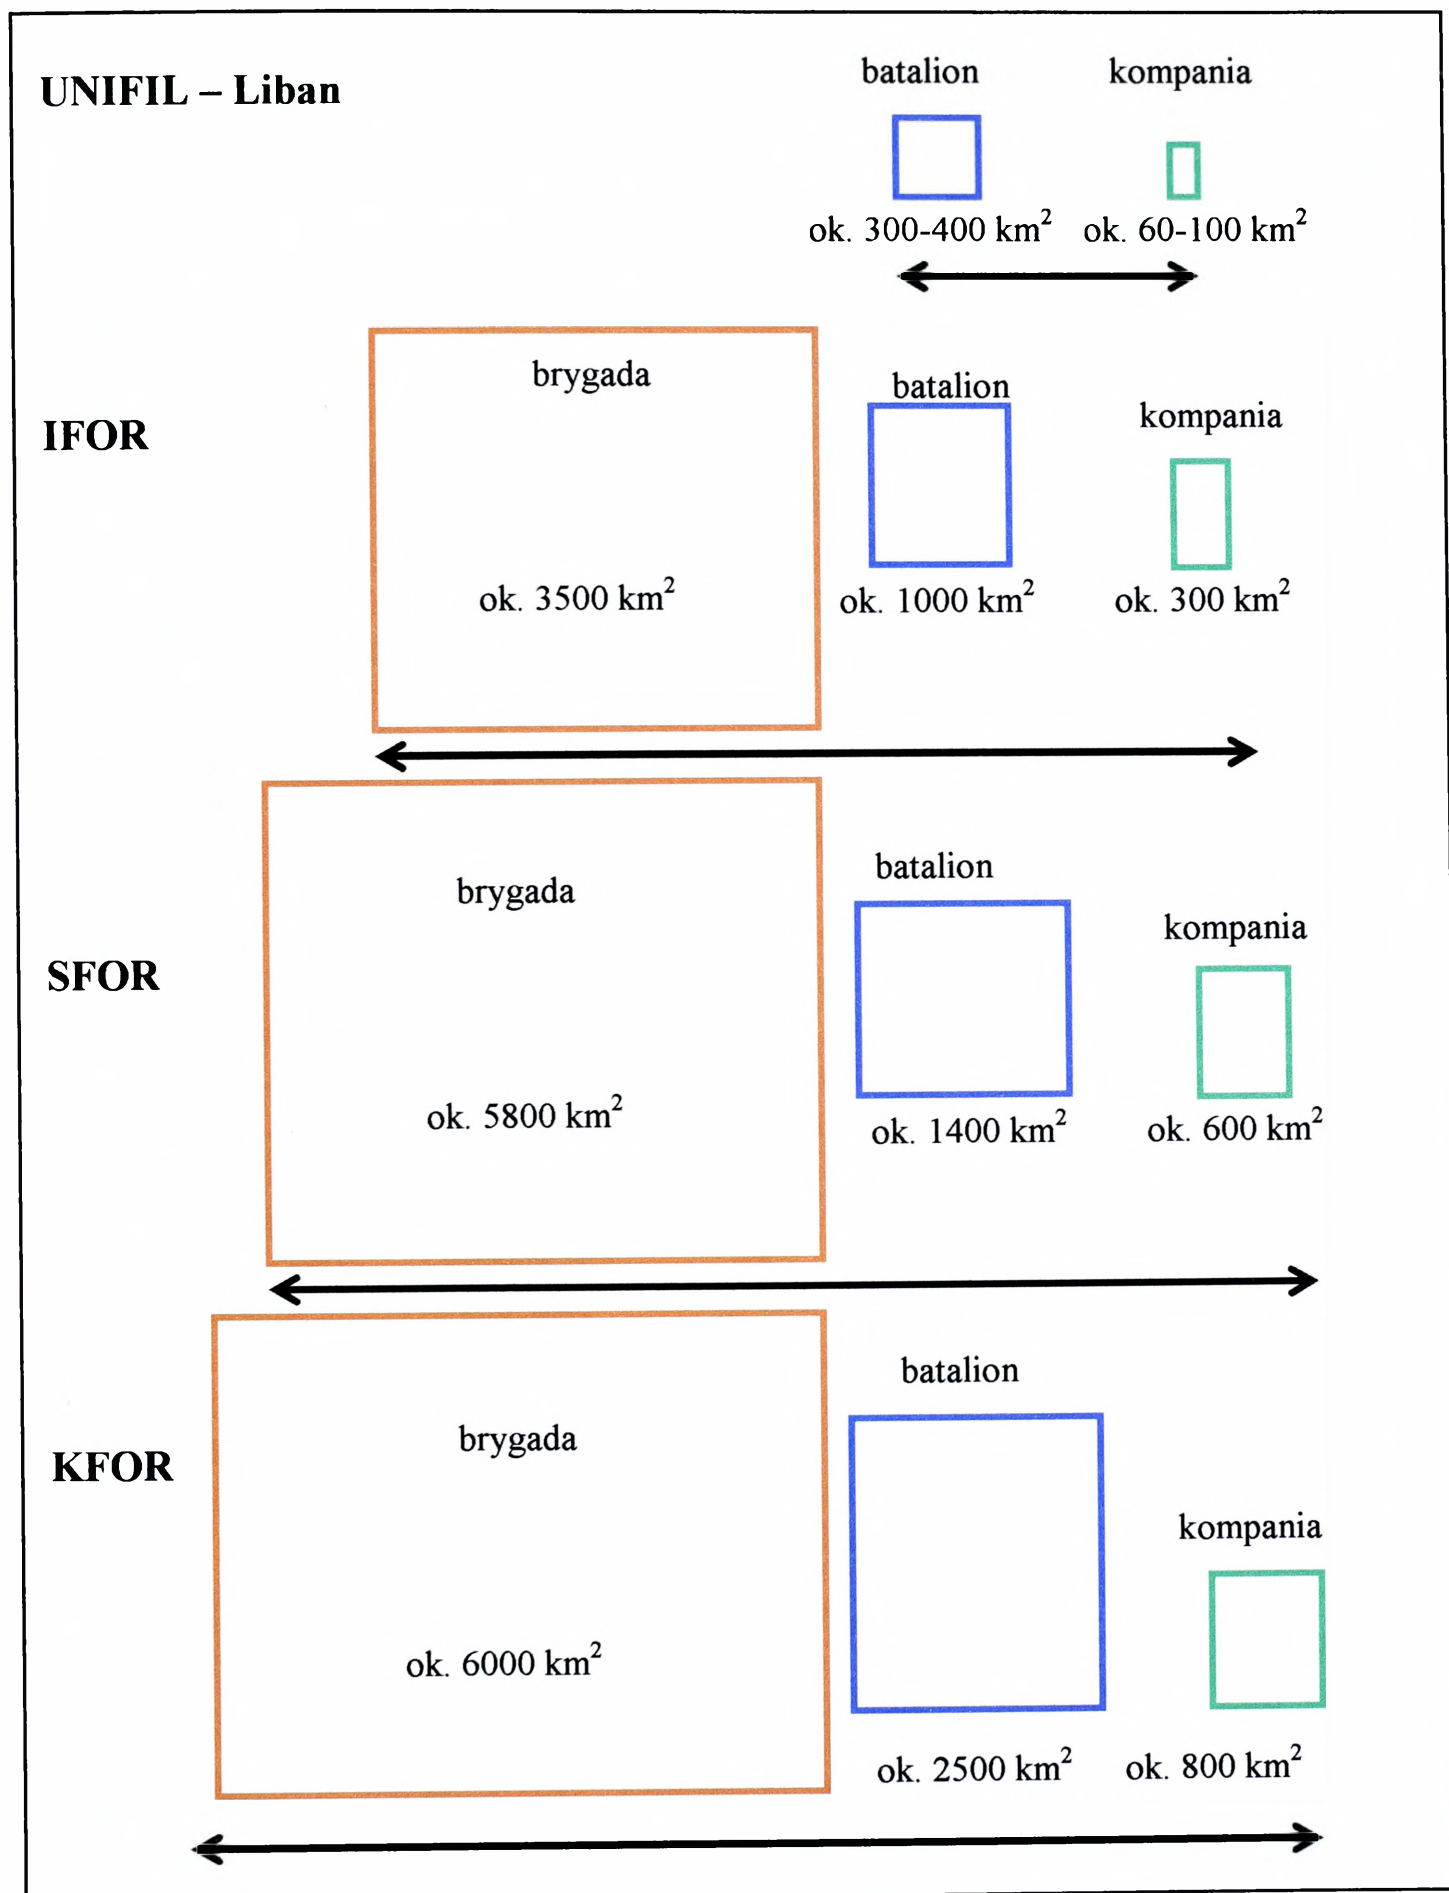 UNIFIL – Liban
batalion kompania
ok. 300-400 km² ok. 60-100 km²
IFOR
brygada
ok. 3500 km²
batalion
ok. 1000 km²
kompania
ok. 300 km²
SFOR
brygada
ok. 5800 km²
batalion
ok. 1400 km²
kompania
ok. 600 km²
KFOR
brygada
ok. 6000 km²
batalion
ok. 2500 km²
kompania
ok. 800 km²